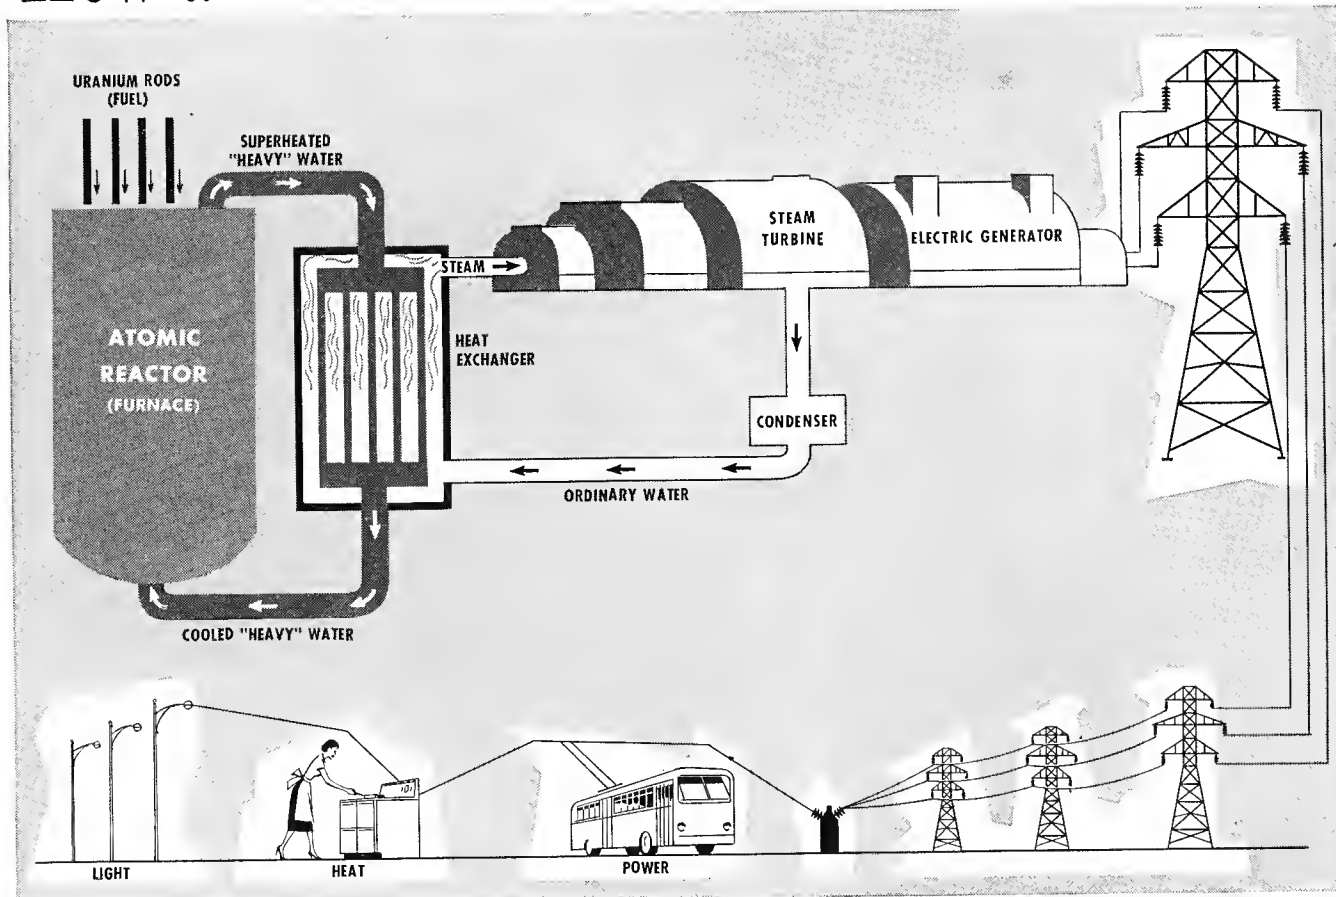 URANIUM RODS
(FUEL)
SUPERHEATED
"HEAVY" WATER
ATOMIC
REACTOR
(FURNACE)
STEAM
HEAT
EXCHANGER
STEAM
TURBINE
ELECTRIC GENERATOR
CONDENSER
ORDINARY WATER
COOLED "HEAVY" WATER
LIGHT
HEAT
POWER